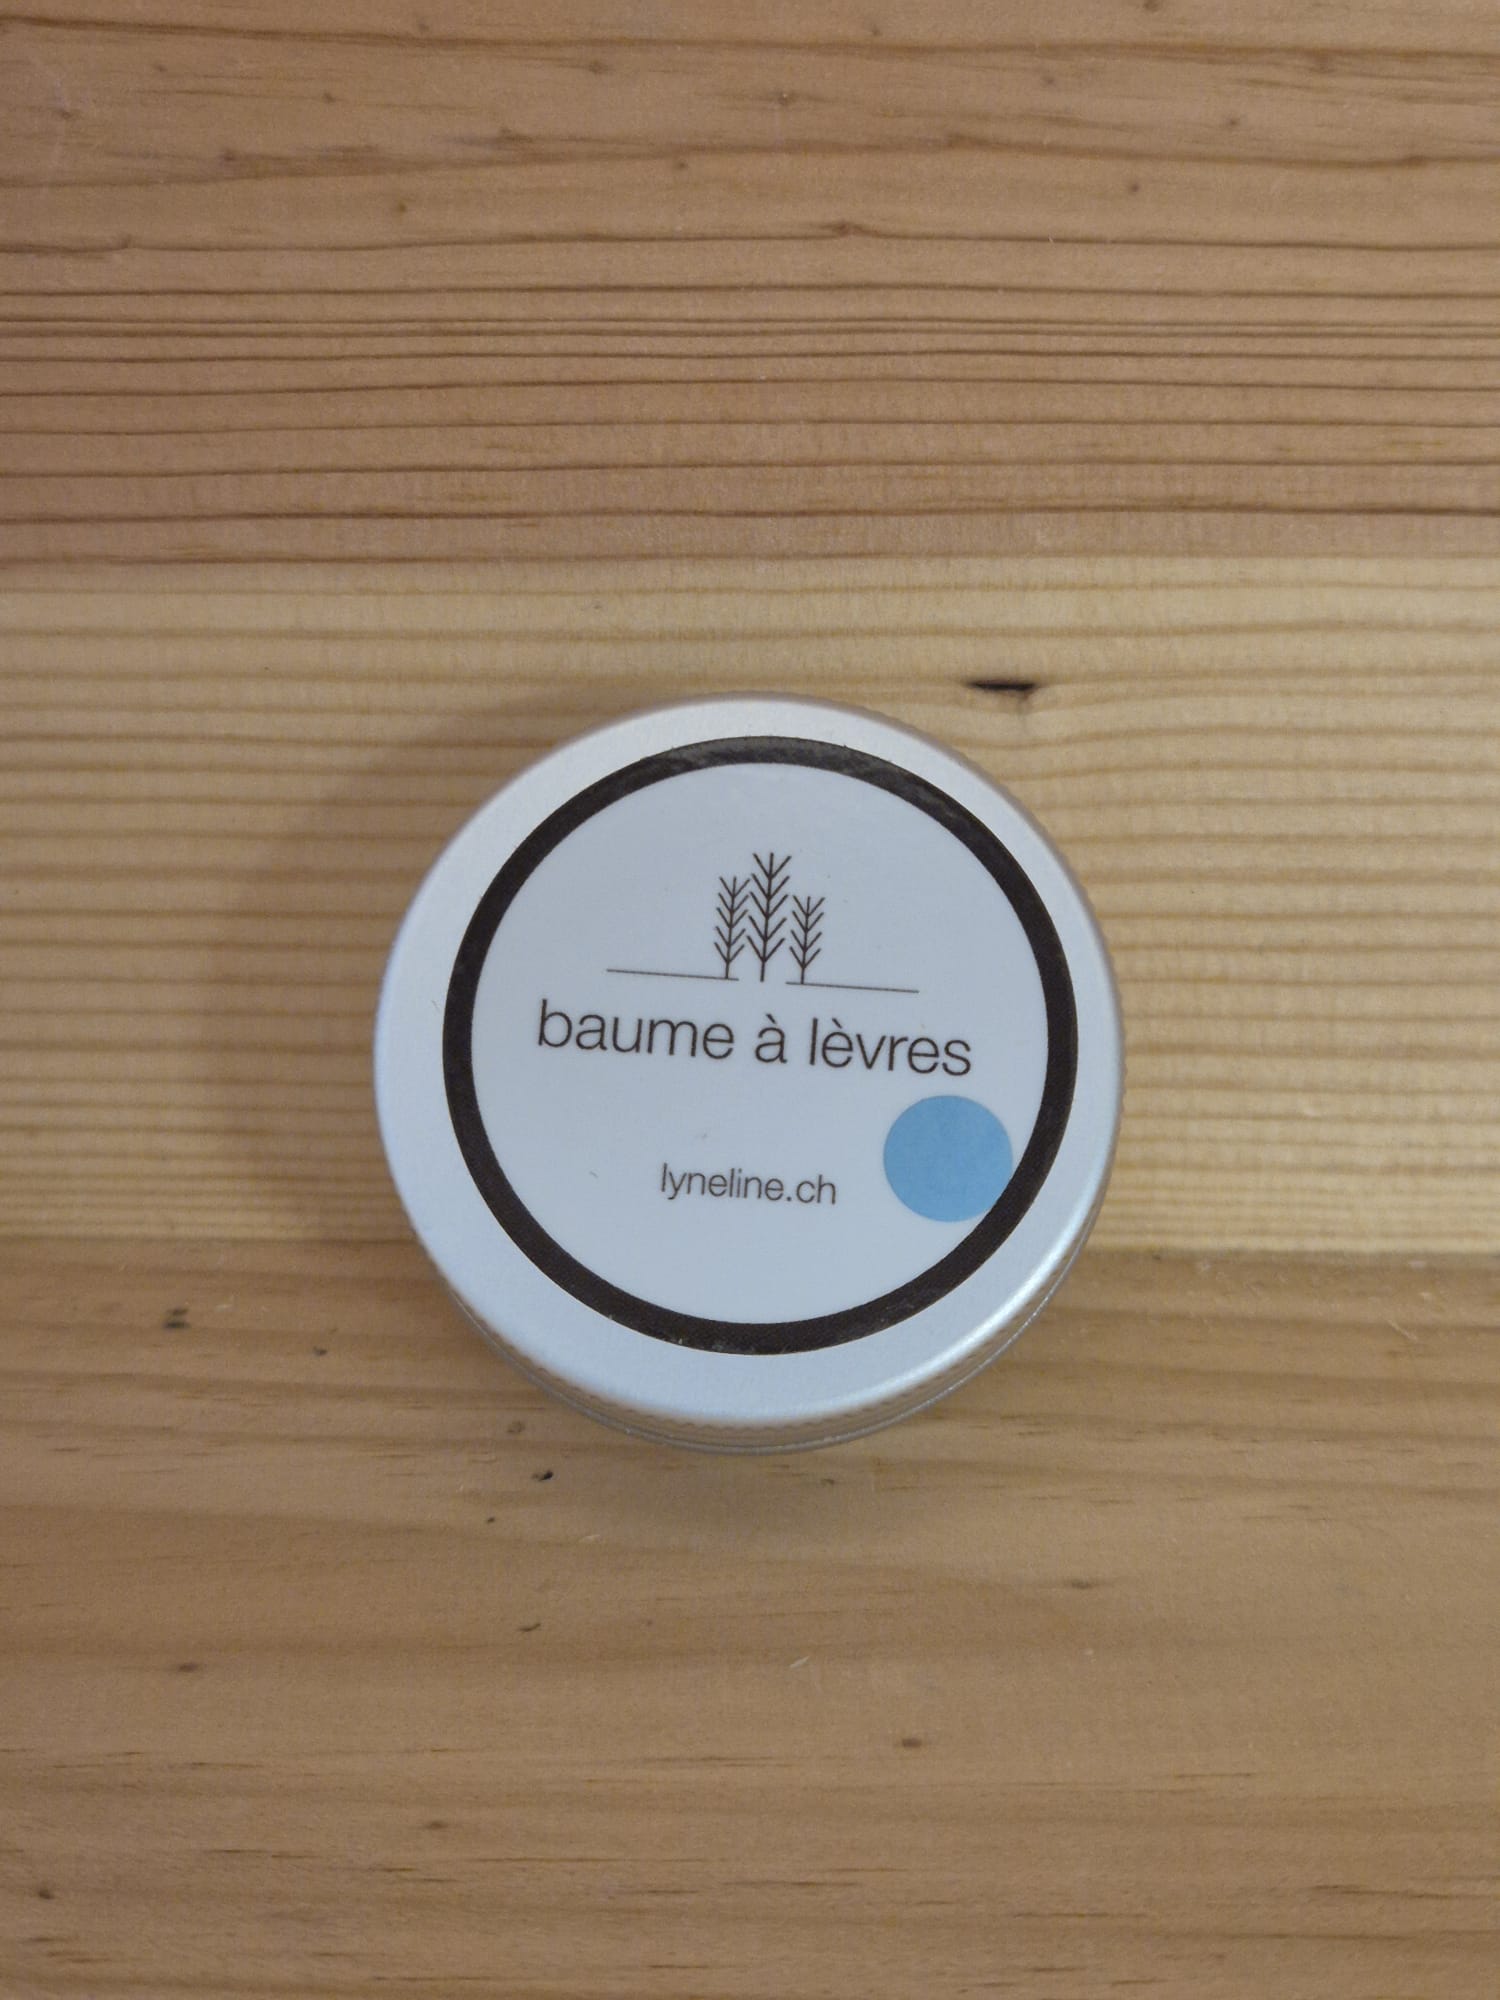 baume à lèvres
lyneline.ch